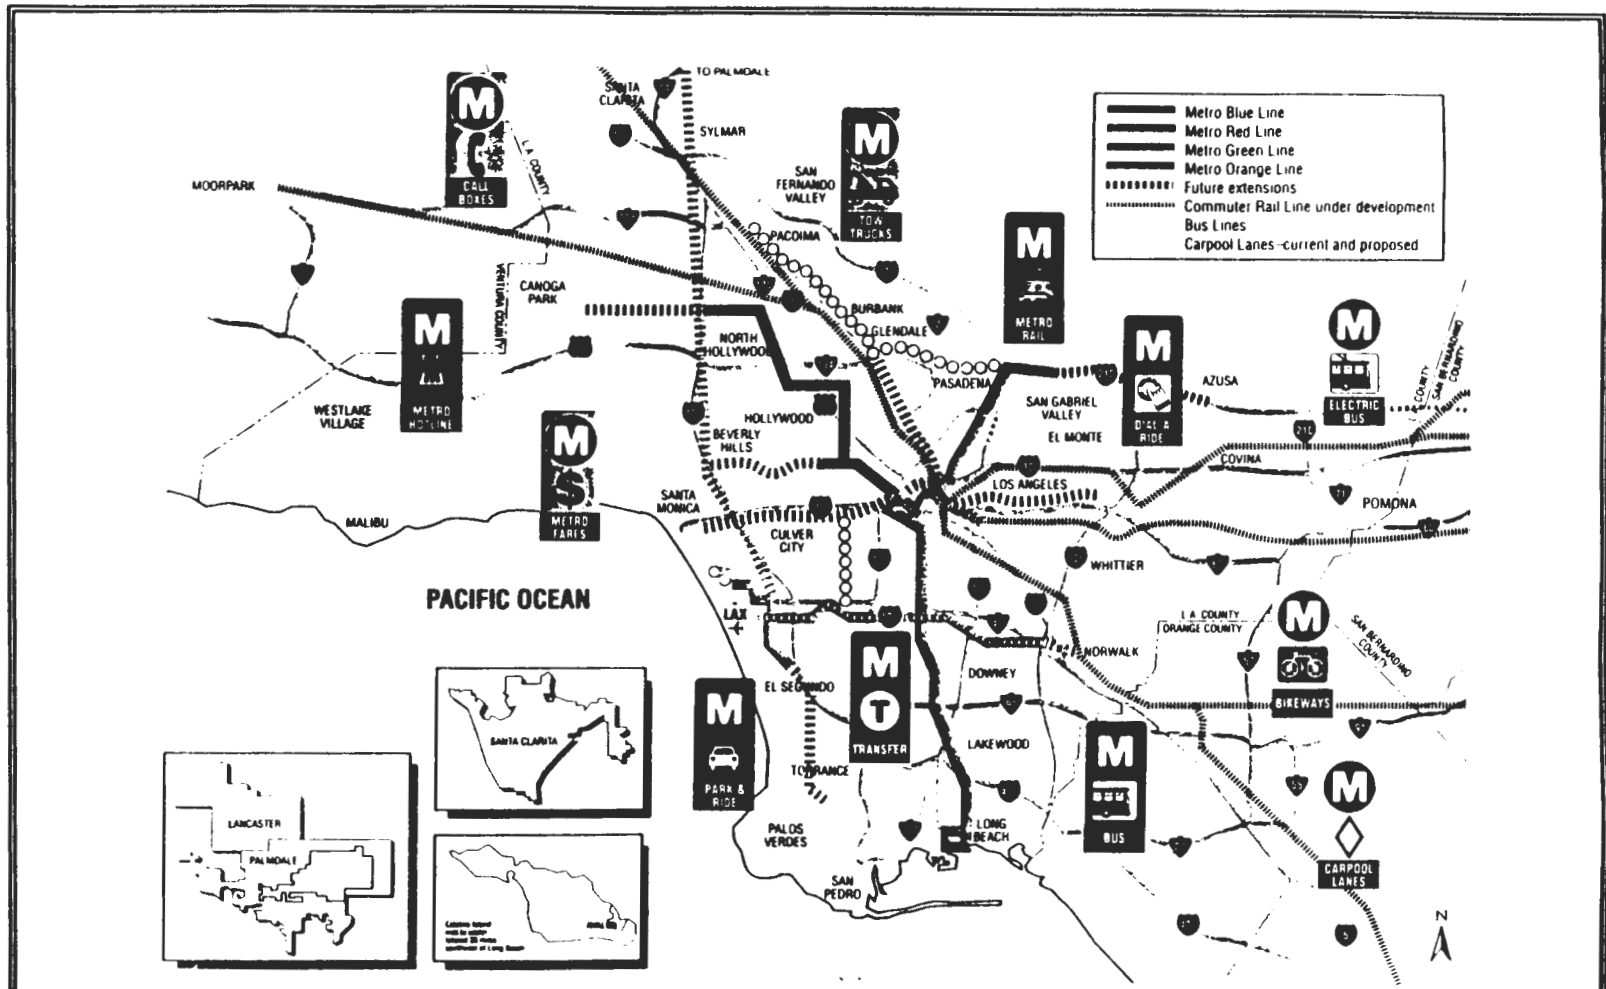 TO PALMDALE
SANTA
CLARITA
SYLMAR
M
CALL
BOXES
L.A. COUNTY
VENTURA COUNTY
MOORPARK
SAN
FERNANDO
VALLEY
M
TOW
TRUCKS
PACOIMA
Metro Blue Line
Metro Red Line
Metro Green Line
Metro Orange Line
Future extensions
Commuter Rail Line under development
Bus Lines
Carpool Lanes-current and proposed
M
METRO
RAIL
CANOGA
PARK
BURBANK
GLENDALE
NORTH
HOLLYWOOD
PASADENA
M
METRO
HOTLINE
WESTLAKE
VILLAGE
M
DIAL A
RIDE
AZUSA
M
ELECTRIC
BUS
COUNTY
SAN BERNARDINO
COUNTY
SAN GABRIEL
VALLEY
EL MONTE
HOLLYWOOD
BEVERLY
HILLS
M
$
METRO
FARES
210
COVINA
LOS ANGELES
71
POMONA
SANTA
MONICA
MALIBU
CULVER
CITY
WHITTIER
PACIFIC OCEAN
LAX
L.A. COUNTY
ORANGE COUNTY
M
BIKEWAYS
SAN BERNARDINO
COUNTY
NORWALK
DOWNEY
EL SEGUNDO
M
T
TRANSFER
M
PARK &
RIDE
LAKEWOOD
TORRANCE
M
BUS
LONG
BEACH
PALOS
VERDES
SAN
PEDRO
55
M
CARPOOL
LANES
5
N
SANTA CLARITA
LANCASTER
PALMDALE